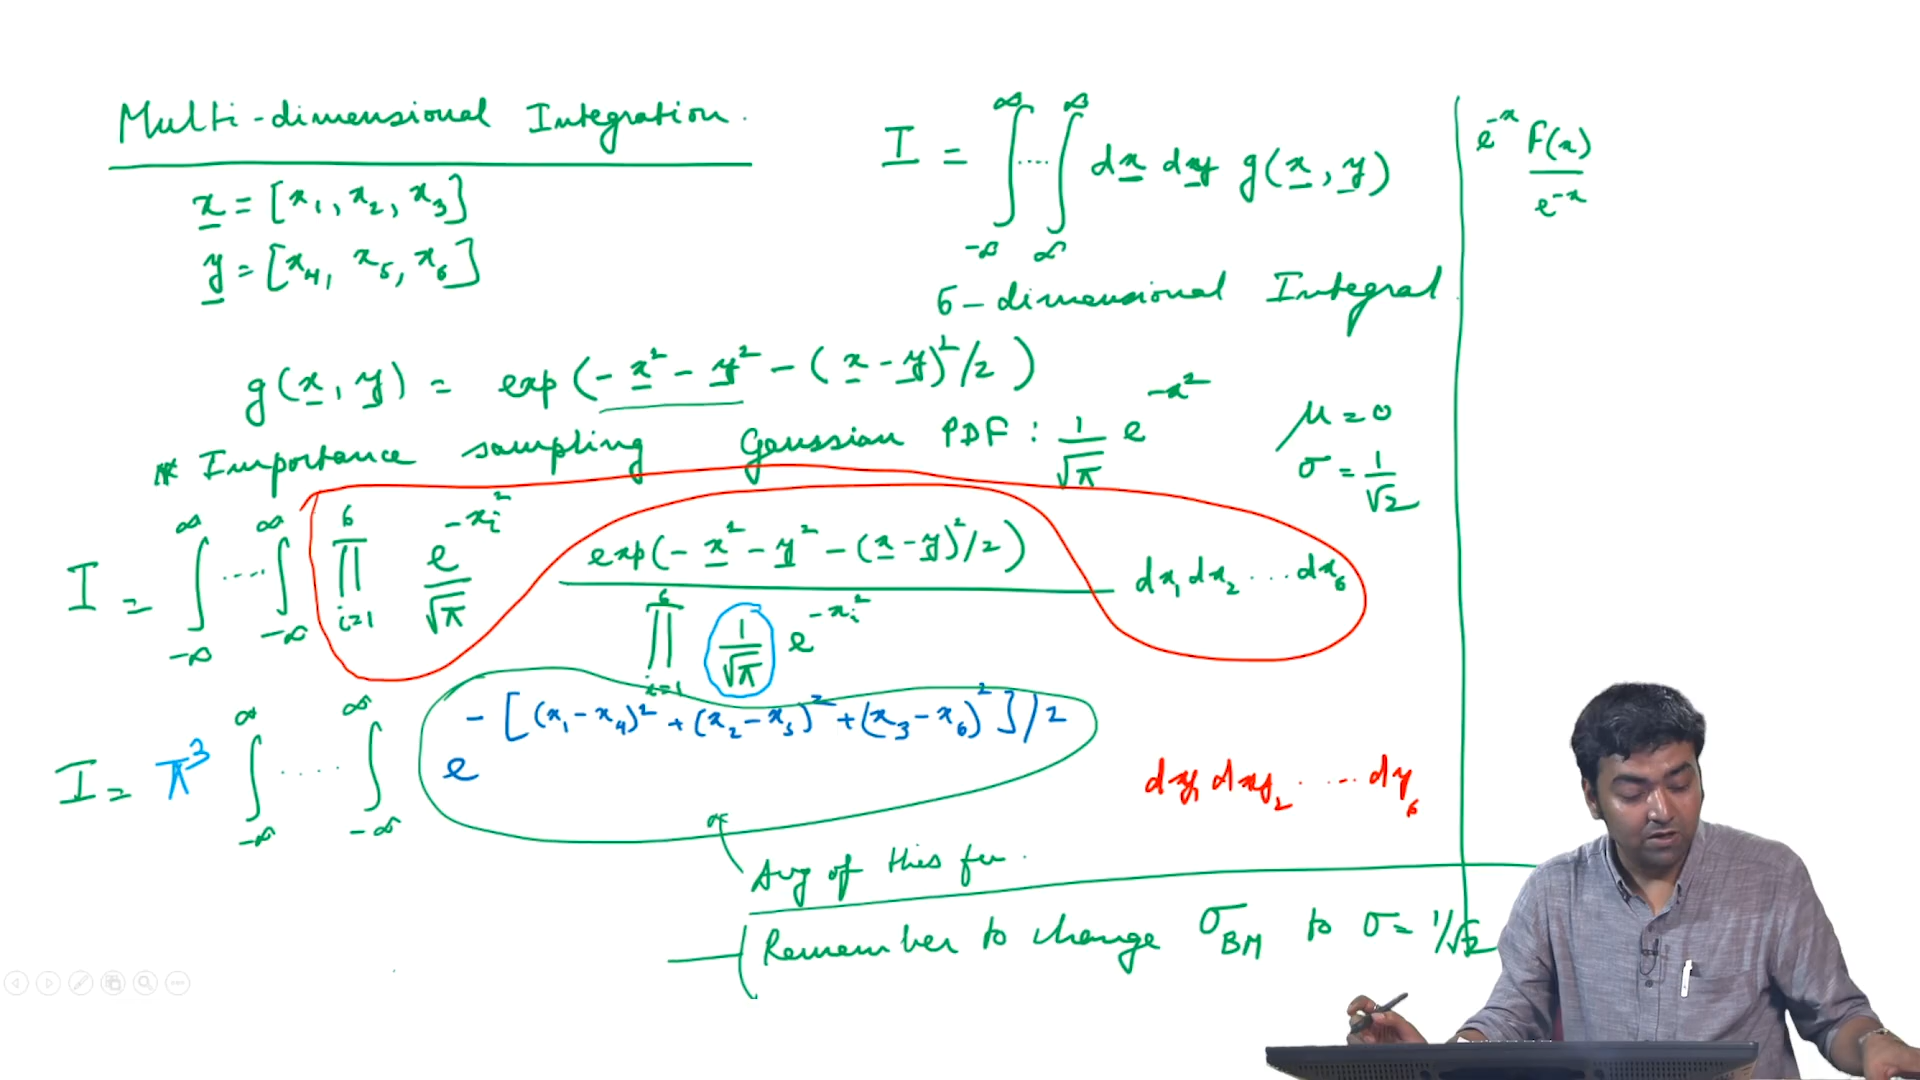 Multi-dimensional Integration.
x = [x₁, x₂, x₃]
y = [x₄, x₅, x₆]
I = ∫_{-∞}^{∞} .... ∫_{∞}^{∞} dx dy g(x, y)
6-dimensional Integral.
e^{-x} F(x)/e^{-x}
g(x, y) = exp(-x² - y² - (x - y)²/2)
* Importance sampling Gaussian PDF : 1/√π e^{-x²}
μ = 0
σ = 1/√2
I = ∫_{-∞}^{∞} .... ∫_{-∞}^{∞} ∏_{i=1}^{6} e^{-xᵢ²}/√π exp(-x² - y² - (x - y)²/2) / ∏_{i=1}^{6} 1/√π e^{-xᵢ²} dx₁ dx₂ ... dx₆
I = π³ ∫_{-∞}^{∞} .... ∫_{-∞}^{∞} e^{-[(x₁-x₄)² + (x₂-x₅)² + (x₃-x₆)²]/2} dy₁ dy₂ .... dy₆
Avg of this fn.
Remember to change σ_BM to σ = 1/√2